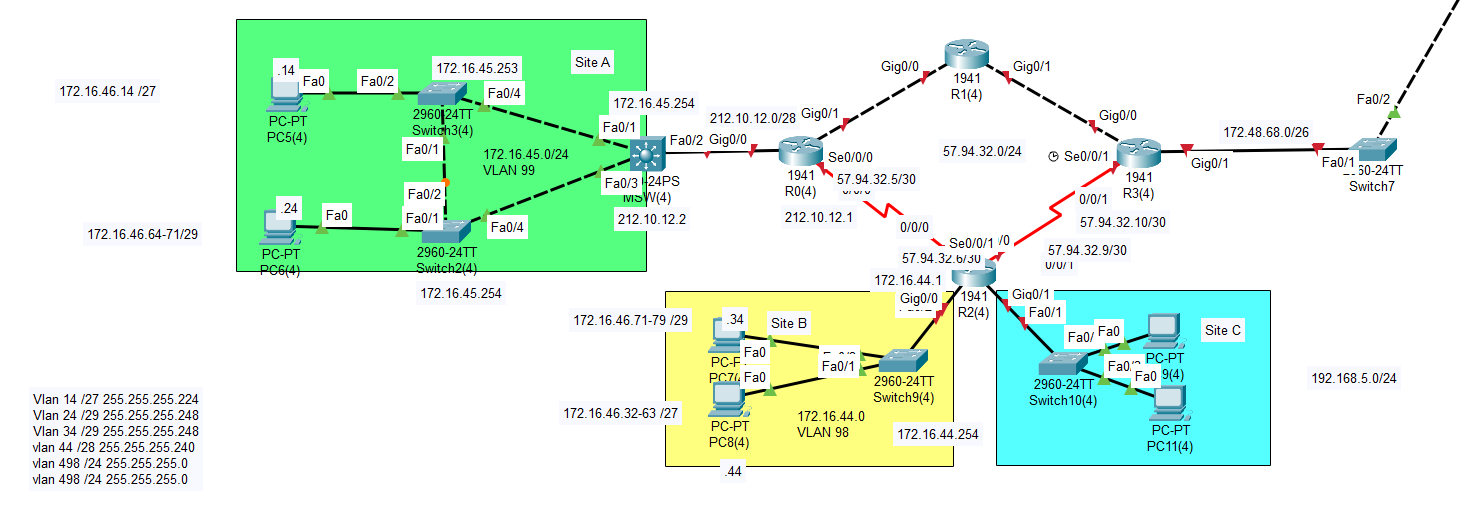 172.16.46.14 /27
172.16.46.64-71/29
Site A
.14
Fa0
Fa0/2
172.16.45.253
Fa0/4
PC-PT
PC5(4)
2960-24TT
Switch3(4)
Fa0/1
172.16.45.0/24
VLAN 99
172.16.45.254
Fa0/1
Fa0/2
Fa0/3
MSW(4)
212.10.12.2
.24
Fa0
Fa0/2
Fa0/1
Fa0/4
PC-PT
PC6(4)
2960-24TT
Switch2(4)
172.16.45.254
212.10.12.0/28
Gig0/0
Gig0/1
1941
R0(4)
Se0/0/0
57.94.32.5/30
212.10.12.1
Gig0/0
Gig0/1
1941
R1(4)
57.94.32.0/24
Gig0/0
Se0/0/1
1941
R3(4)
Gig0/1
172.48.68.0/26
Fa0/2
Fa0/1
Switch7
0/0/1
57.94.32.10/30
57.94.32.9/30
0/0/0
Se0/0/1
57.94.32.6/30
172.16.44.1
1941
R2(4)
Gig0/0
Gig0/1
Fa0/1
172.16.46.71-79 /29
.34
Site B
PC-PT
Fa0
Fa0
Fa0/1
2960-24TT
Switch9(4)
172.16.46.32-63 /27
PC-PT
PC8(4)
172.16.44.0
VLAN 98
172.16.44.254
.44
Site C
Fa0
PC-PT
Fa0
2960-24TT
Switch10(4)
PC-PT
PC11(4)
192.168.5.0/24
Vlan 14 /27 255.255.255.224
Vlan 24 /29 255.255.255.248
Vlan 34 /29 255.255.255.248
vlan 44 /28 255.255.255.240
vlan 498 /24 255.255.255.0
vlan 498 /24 255.255.255.0